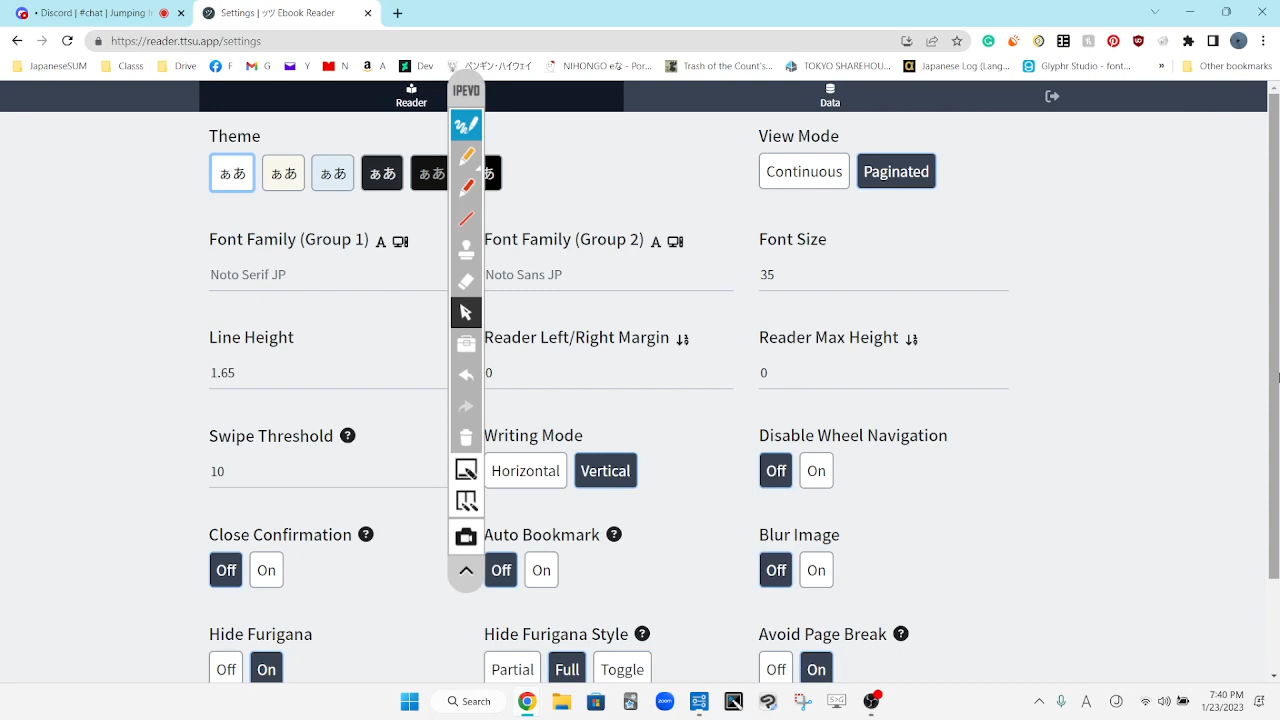 • Discord | #chat | Jumping I
Settings | ッツ Ebook Reader
https://reader.ttsu.app/settings
JapaneseSUM
Classs
Drive
F
G
Y
N
A
Dev
ペンギン・ハイウェイ
NIHONGO e な - Por...
Trash of the Count's...
TOKYO SHAREHOU...
Japanese Log (Lang...
Glyphr Studio - font...
»
Other bookmarks
Reader
IPEVO
Data
Theme
View Mode
ぁあ ぁあ ぁあ ぁあ ぁあ あ
Continuous Paginated
Font Family (Group 1)
Font Family (Group 2)
Font Size
Noto Serif JP
Noto Sans JP
35
Line Height
Reader Left/Right Margin
Reader Max Height
1.65
0
0
Swipe Threshold ?
Writing Mode
Disable Wheel Navigation
10
Horizontal Vertical
Off On
Close Confirmation ?
Auto Bookmark ?
Blur Image
Off On
Off On
Off On
Hide Furigana
Hide Furigana Style ?
Avoid Page Break ?
Off On
Partial Full Toggle
Off On
Search
zoom
A
7:40 PM
1/23/2023